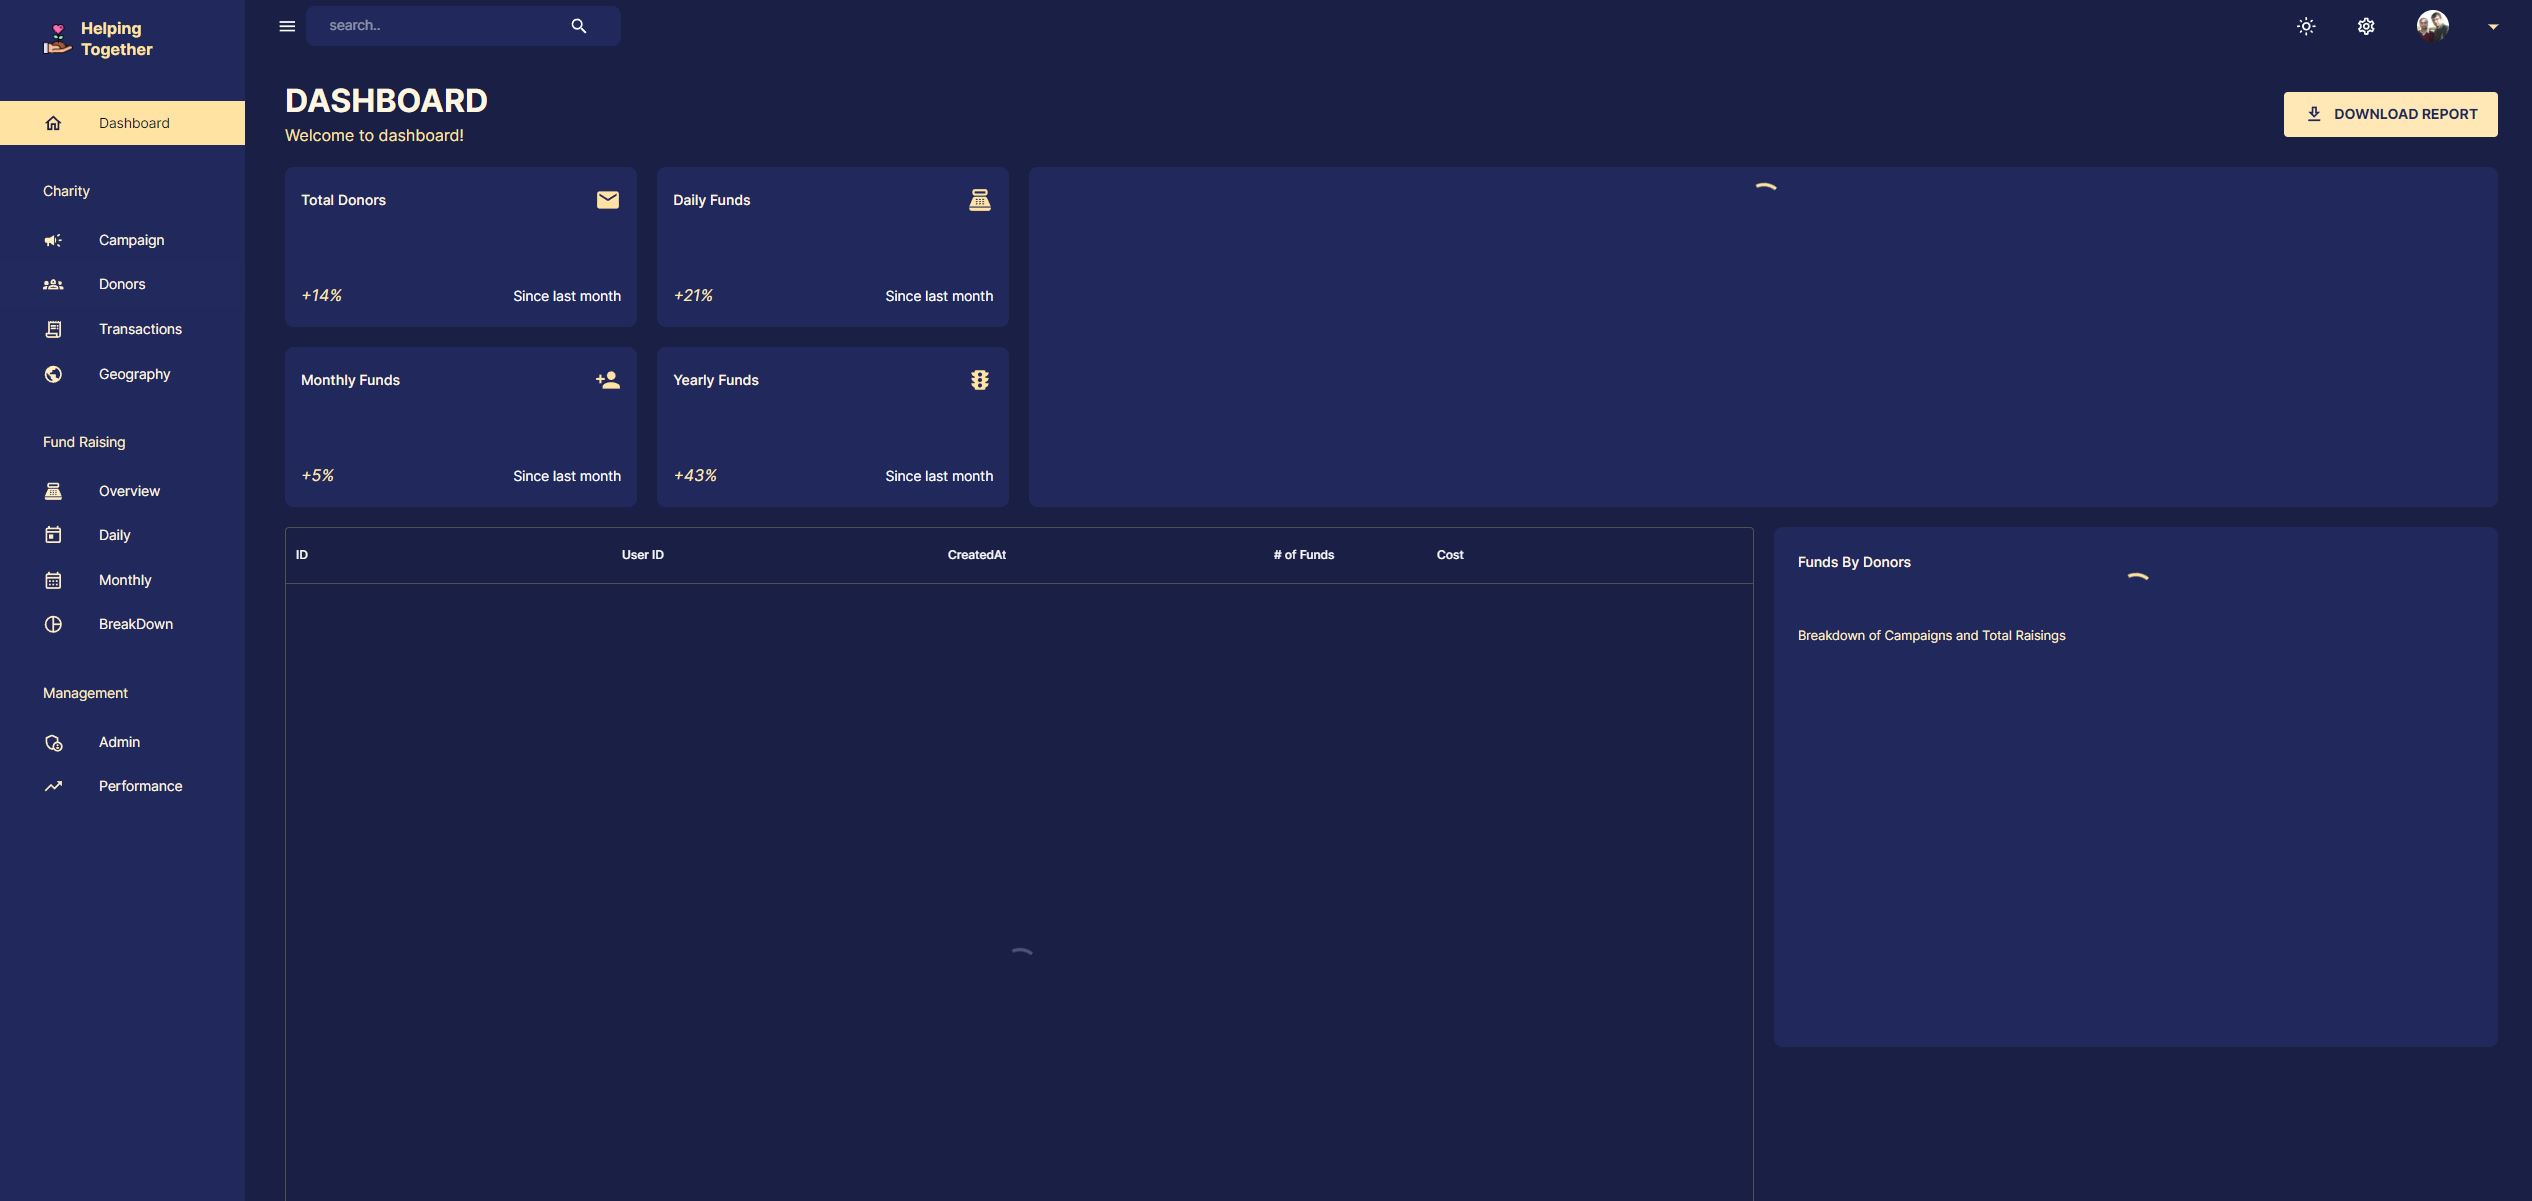 Helping
Together
search..
Dashboard
Charity
Campaign
Donors
Transactions
Geography
Fund Raising
Overview
Daily
Monthly
BreakDown
Management
Admin
Performance
DASHBOARD
Welcome to dashboard!
DOWNLOAD REPORT
Total Donors
+14% Since last month
Daily Funds
+21% Since last month
Monthly Funds
+5% Since last month
Yearly Funds
+43% Since last month
ID User ID CreatedAt # of Funds Cost
Funds By Donors
Breakdown of Campaigns and Total Raisings